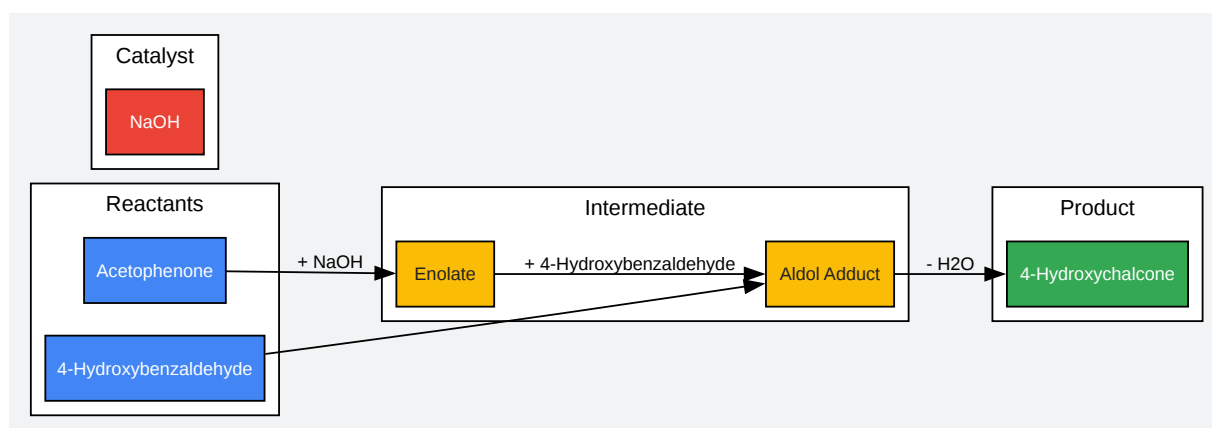 Catalyst
NaOH
Reactants
Acetophenone
4-Hydroxybenzaldehyde
+ NaOH
Intermediate
Enolate
+ 4-Hydroxybenzaldehyde
Aldol Adduct
- H2O
Product
4-Hydroxychalcone